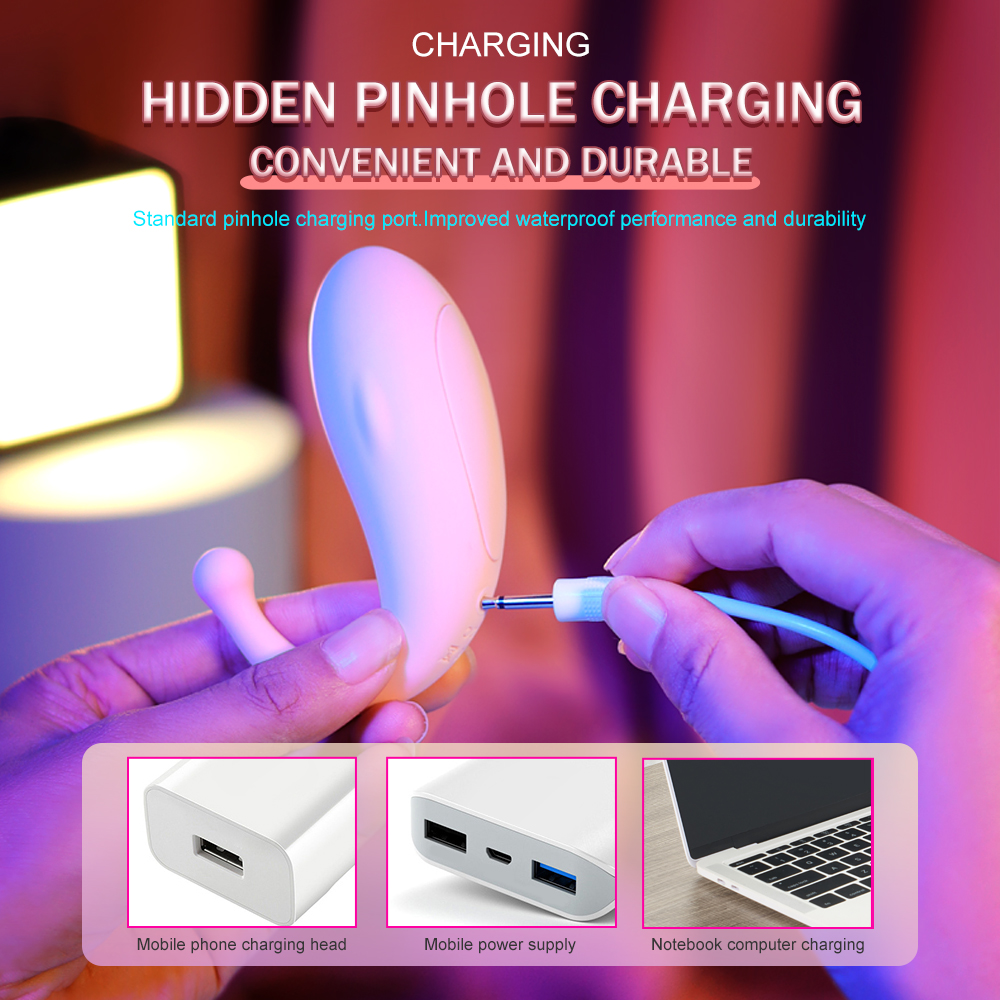 CHARGING
HIDDEN PINHOLE CHARGING
CONVENIENT AND DURABLE
Standard pinhole charging port.Improved waterproof performance and durability
Mobile phone charging head
Mobile power supply
Notebook computer charging